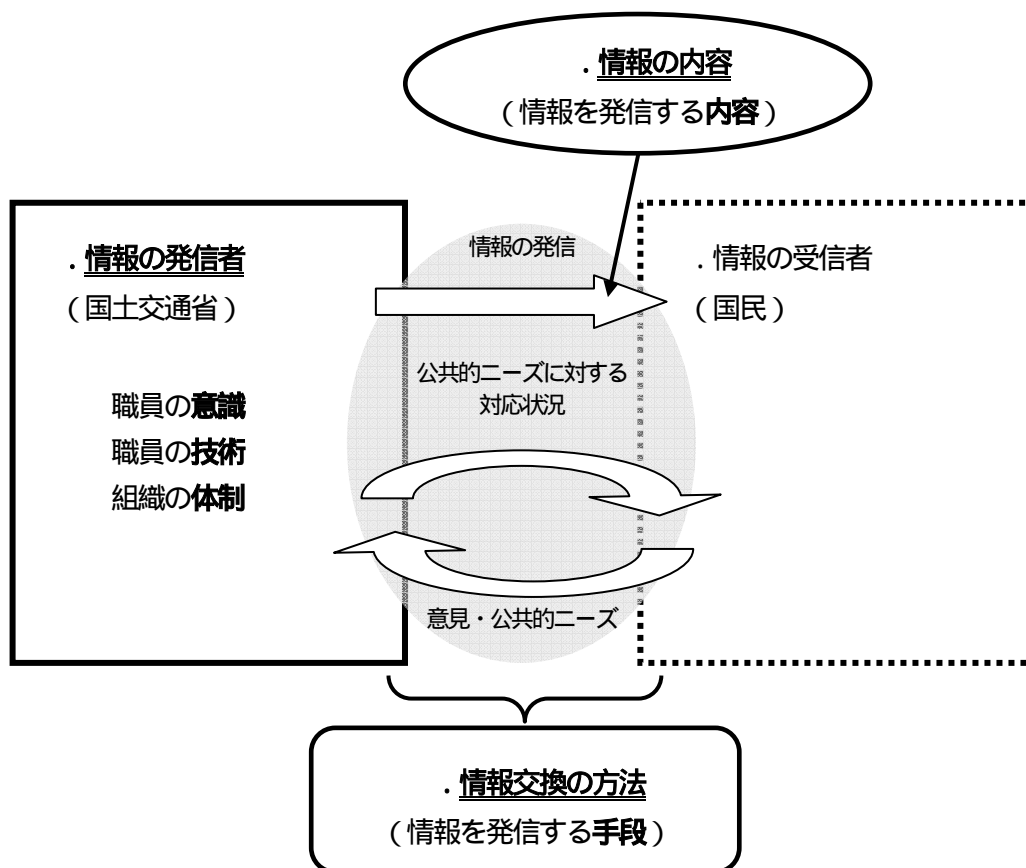 ．情報の内容
（情報を発信する内容）
．情報の発信者
（国土交通省）
職員の意識
職員の技術
組織の体制
情報の発信
公共的ニーズに対する
対応状況
意見・公共的ニーズ
．情報の受信者
（国民）
．情報交換の方法
（情報を発信する手段）